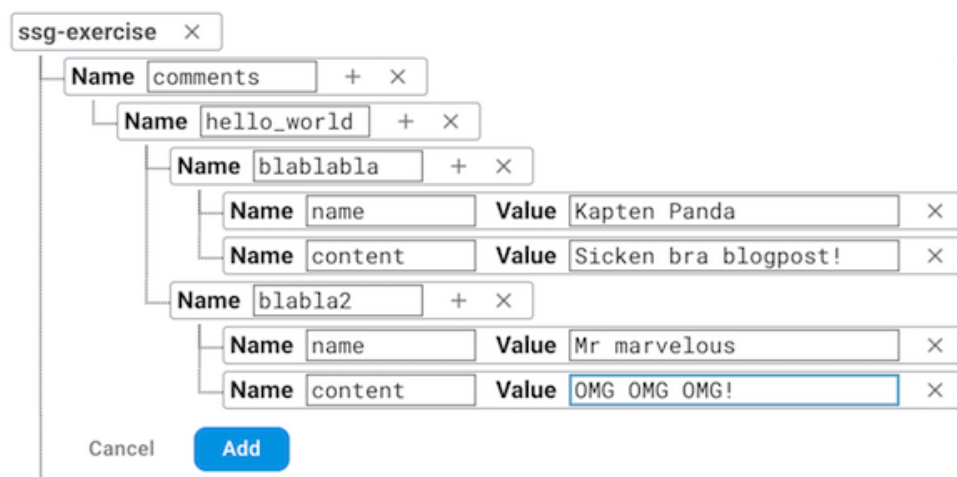 ssg-exercise ×
Name comments + ×
Name hello_world + ×
Name blablabla + ×
Name name Value Kapten Panda ×
Name content Value Sicken bra blogpost! ×
Name blabla2 + ×
Name name Value Mr marvelous ×
Name content Value OMG OMG OMG! ×
Cancel Add